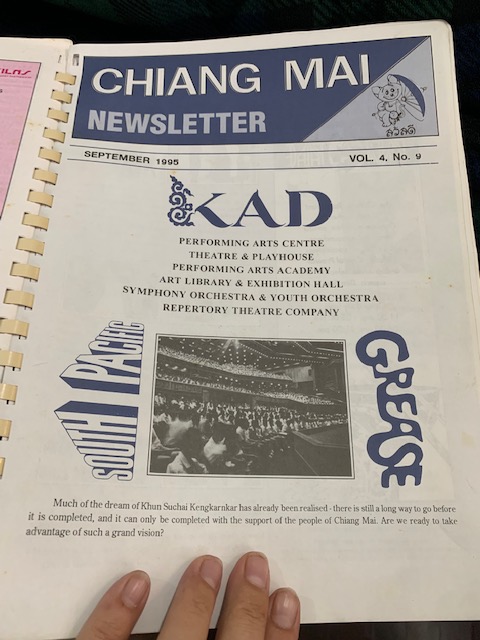 CHIANG MAI
NEWSLETTER
สวัสดี
SEPTEMBER 1995
VOL. 4, No. 9
KAD
PERFORMING ARTS CENTRE
THEATRE & PLAYHOUSE
PERFORMING ARTS ACADEMY
ART LIBRARY & EXHIBITION HALL
SYMPHONY ORCHESTRA & YOUTH ORCHESTRA
REPERTORY THEATRE COMPANY
SOUTH PACIFIC
GREASE
Much of the dream of Khun Suchai Kengkarnkar has already been realised - there is still a long way to go before
it is completed, and it can only be completed with the support of the people of Chiang Mai. Are we ready to take
advantage of such a grand vision?